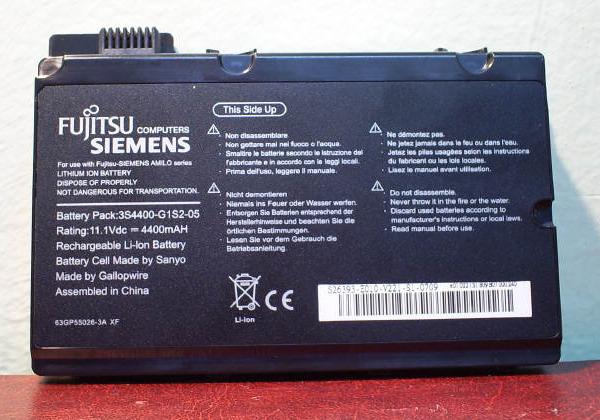 This Side Up
FUJITSU COMPUTERS
SIEMENS
For use with Fujitsu-SIEMENS AMILO series
LITHIUM ION BATTERY
DISPOSE OF PROPERLY
NOT DANGEROUS FOR TRANSPORTATION.
Battery Pack:3S4400-G1S2-05
Rating:11.1Vdc ⎓ 4400mAH
Rechargeable Li-Ion Battery
Battery Cell Made by Sanyo
Made by Gallopwire
Assembled in China
63GP55026-3A XF
Non disassemblare
Non gettare mai nei fuoco o l'acqua.
Smaltire a batterie secondo le Istruzione del
fabbricante e in accordo con le leggi locali.
Prima dell'uso, leggere il manuale.
Nicht demontieren
Niemals ins Feuer oder Wasser werfen.
Entsorgen Sie Batterien entsprechend der
Herstellerhinweise und beachten Sie die
örtlichen Bestimmungen.
Lesen Sie vor dem Gebrauch die
Betriebsanleitung.
Ne démontez pas.
Ne jetez jamais dans le feu ou dans l'eau.
Jetez les piles usagées selon les instructions
du fabricant ou les lois locales.
Lisez le manuel avant utilisation.
Do not disassemble.
Never throw it in the fire or the water.
Discard used batteries according to
manufacturer's instructions or local laws.
Read manual before use.
Li-ion
CE